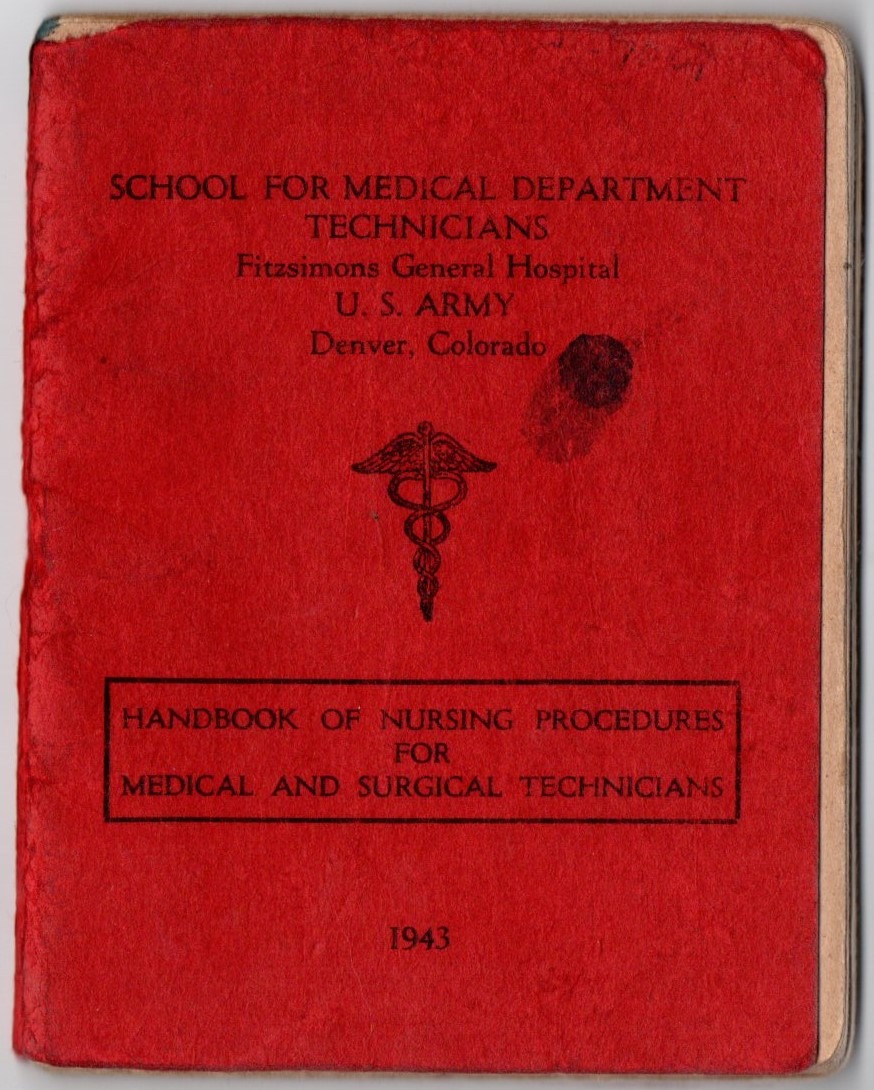 SCHOOL FOR MEDICAL DEPARTMENT
TECHNICIANS
Fitzsimons General Hospital
U. S. ARMY
Denver, Colorado
HANDBOOK OF NURSING PROCEDURES
FOR
MEDICAL AND SURGICAL TECHNICIANS
1943